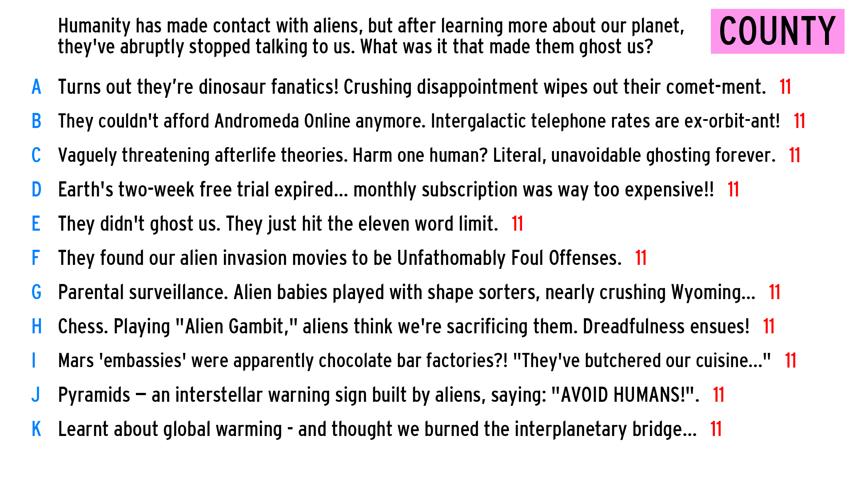 Humanity has made contact with aliens, but after learning more about our planet,
they've abruptly stopped talking to us. What was it that made them ghost us?
COUNTY
A Turns out they’re dinosaur fanatics! Crushing disappointment wipes out their comet-ment. 11
B They couldn't afford Andromeda Online anymore. Intergalactic telephone rates are ex-orbit-ant! 11
C Vaguely threatening afterlife theories. Harm one human? Literal, unavoidable ghosting forever. 11
D Earth's two-week free trial expired... monthly subscription was way too expensive!! 11
E They didn't ghost us. They just hit the eleven word limit. 11
F They found our alien invasion movies to be Unfathomably Foul Offenses. 11
G Parental surveillance. Alien babies played with shape sorters, nearly crushing Wyoming... 11
H Chess. Playing "Alien Gambit," aliens think we're sacrificing them. Dreadfulness ensues! 11
I Mars 'embassies' were apparently chocolate bar factories?! "They've butchered our cuisine..." 11
J Pyramids — an interstellar warning sign built by aliens, saying: "AVOID HUMANS!". 11
K Learnt about global warming - and thought we burned the interplanetary bridge... 11